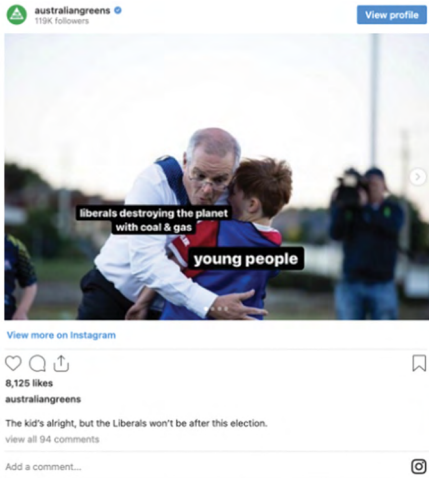 australiangreens
119K followers
View profile
liberals destroying the planet
with coal & gas
young people
View more on Instagram
8,125 likes
australiangreens
The kid's alright, but the Liberals won't be after this election.
view all 94 comments
Add a comment...